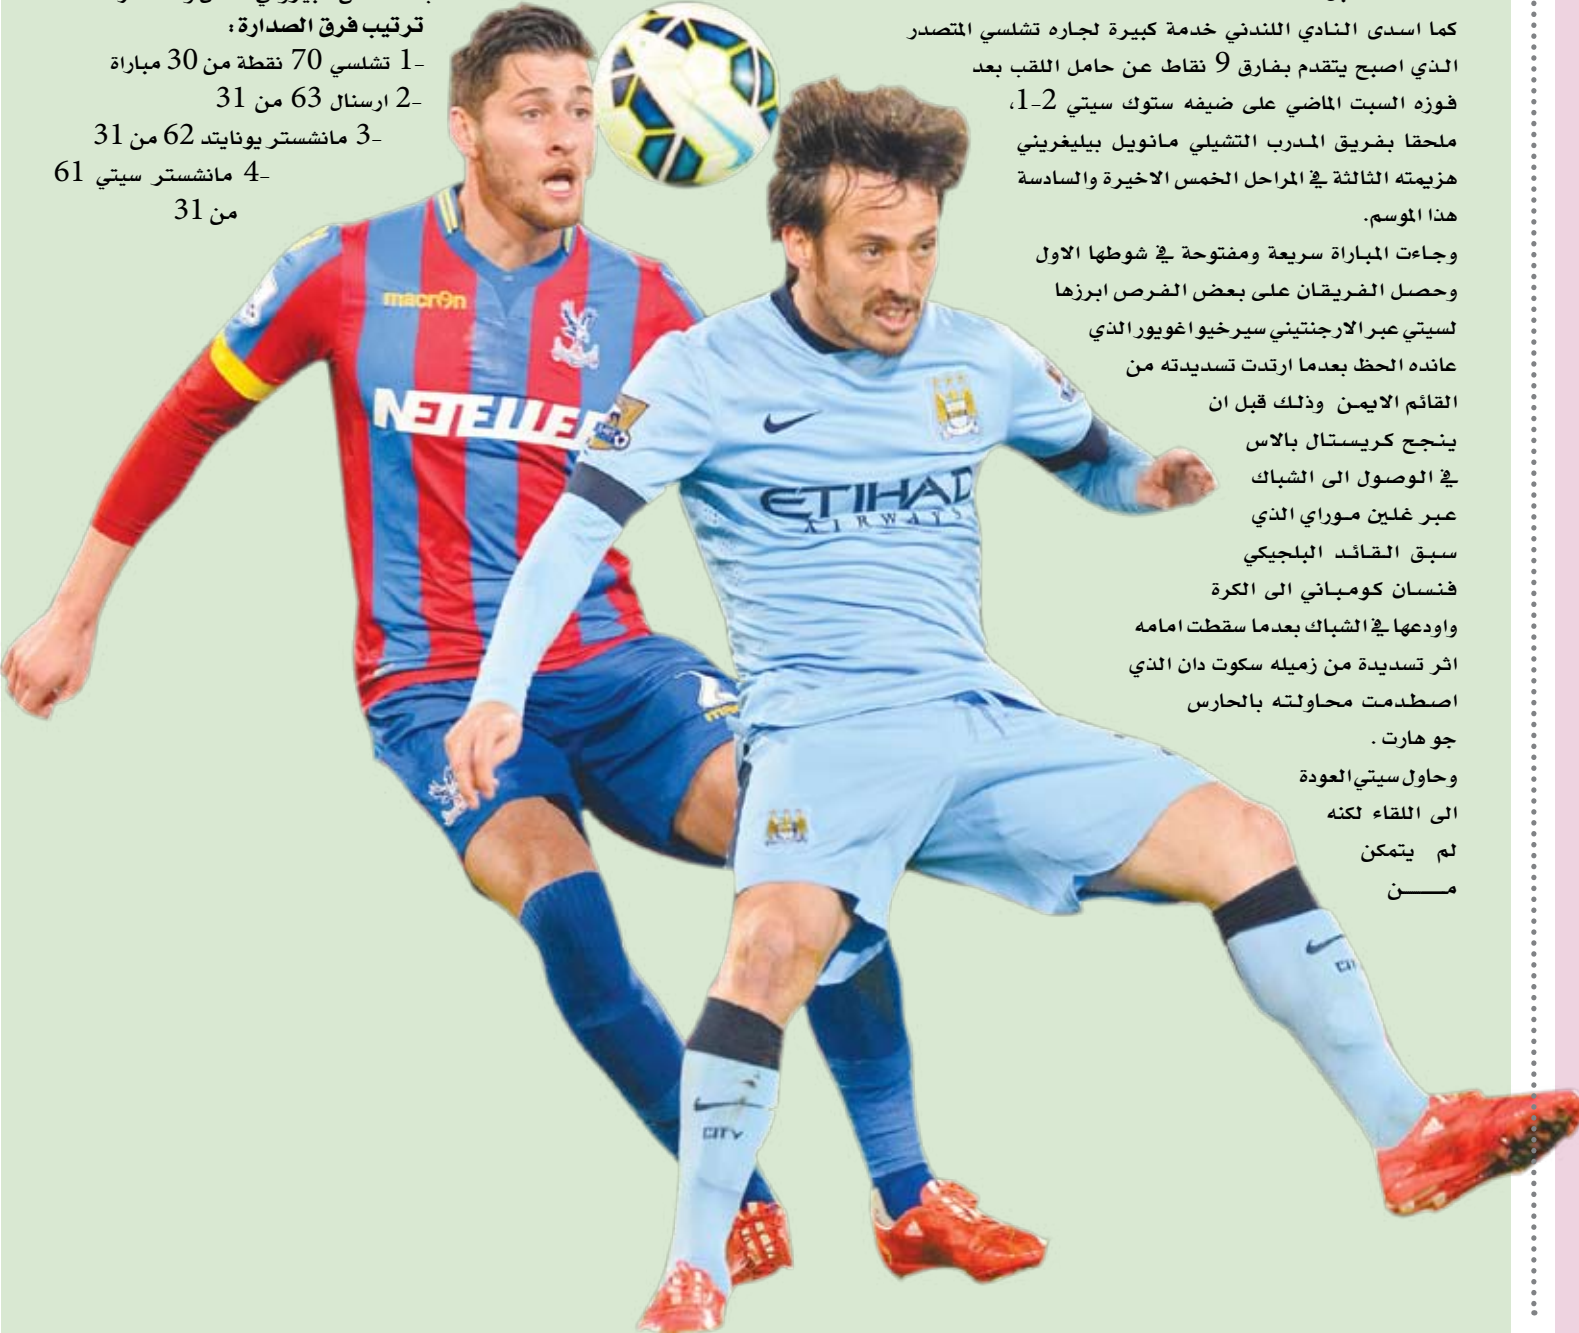 كما اسدى النادي اللندني خدمة كبيرة لجاره تشلسي المتصدر
الذي اصبح يتقدم بفارق 9 نقاط عن حامل اللقب بعد
فوزه السبت الماضي على ضيفه ستوك سيتي 2-1،
ملحقا بفريق المدرب التشيلي مانويل بيليغريني
هزيمته الثالثة في المراحل الخمس الاخيرة والسادسة
هذا الموسم.
وجاءت المباراة سريعة ومفتوحة في شوطها الاول
وحصل الفريقان على بعض الفرص ابرزها
لسيتي عبر الارجنتيني سيرخيو اغويور الذي
عانده الحظ بعدما ارتدت تسديدته من
القائم الايمن وذلك قبل ان
ينجح كريستال بالاس
في الوصول الى الشباك
عبر غلين موراي الذي
سبق القائد البلجيكي
فنسان كومباني الى الكرة
واودعها في الشباك بعدما سقطت امامه
اثر تسديدة من زميله سكوت دان الذي
اصطدمت محاولته بالحارس
جو هارت .
وحاول سيتي العودة
الى اللقاء لكنه
لم يتمكن
مـــــن
ترتيب فرق الصدارة :
1- تشلسي 70 نقطة من 30 مباراة
2- ارسنال 63 من 31
3- مانشستر يونايتد 62 من 31
4- مانشستر سيتي 61
من 31
macron
NETELLE
ETIHAD
AIRWAYS
CITY